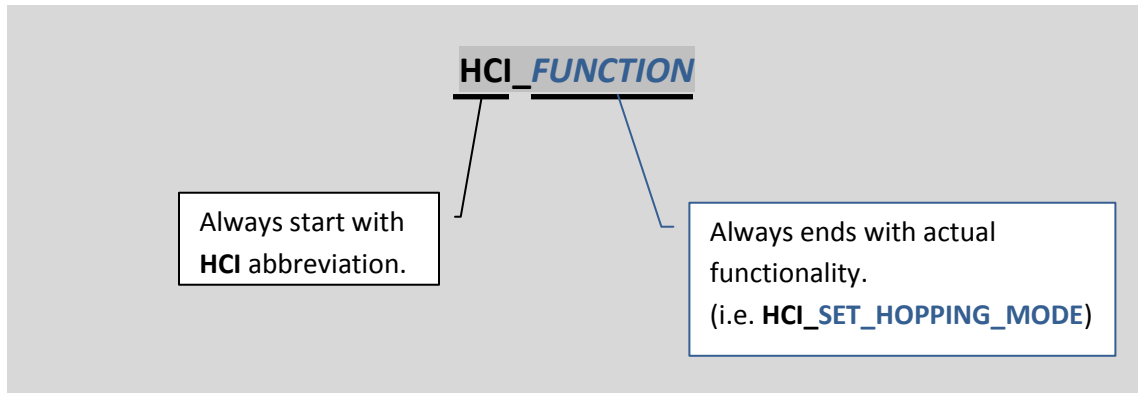 HCI_FUNCTION
Always start with
HCI abbreviation.
Always ends with actual
functionality.
(i.e. HCI_SET_HOPPING_MODE)